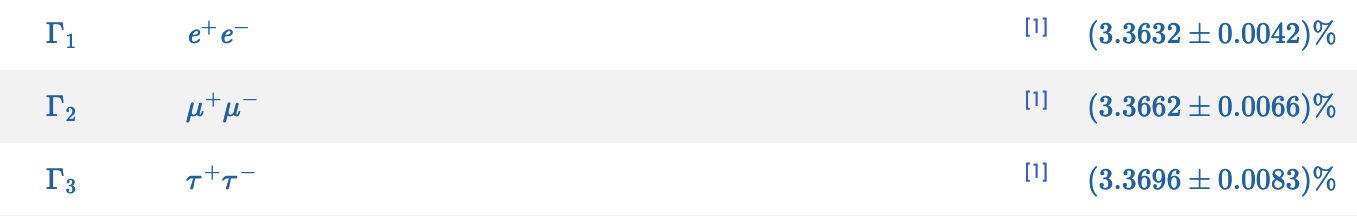 Γ₁ e⁺e⁻ [1] (3.3632 ± 0.0042)%
Γ₂ μ⁺μ⁻ [1] (3.3662 ± 0.0066)%
Γ₃ τ⁺τ⁻ [1] (3.3696 ± 0.0083)%